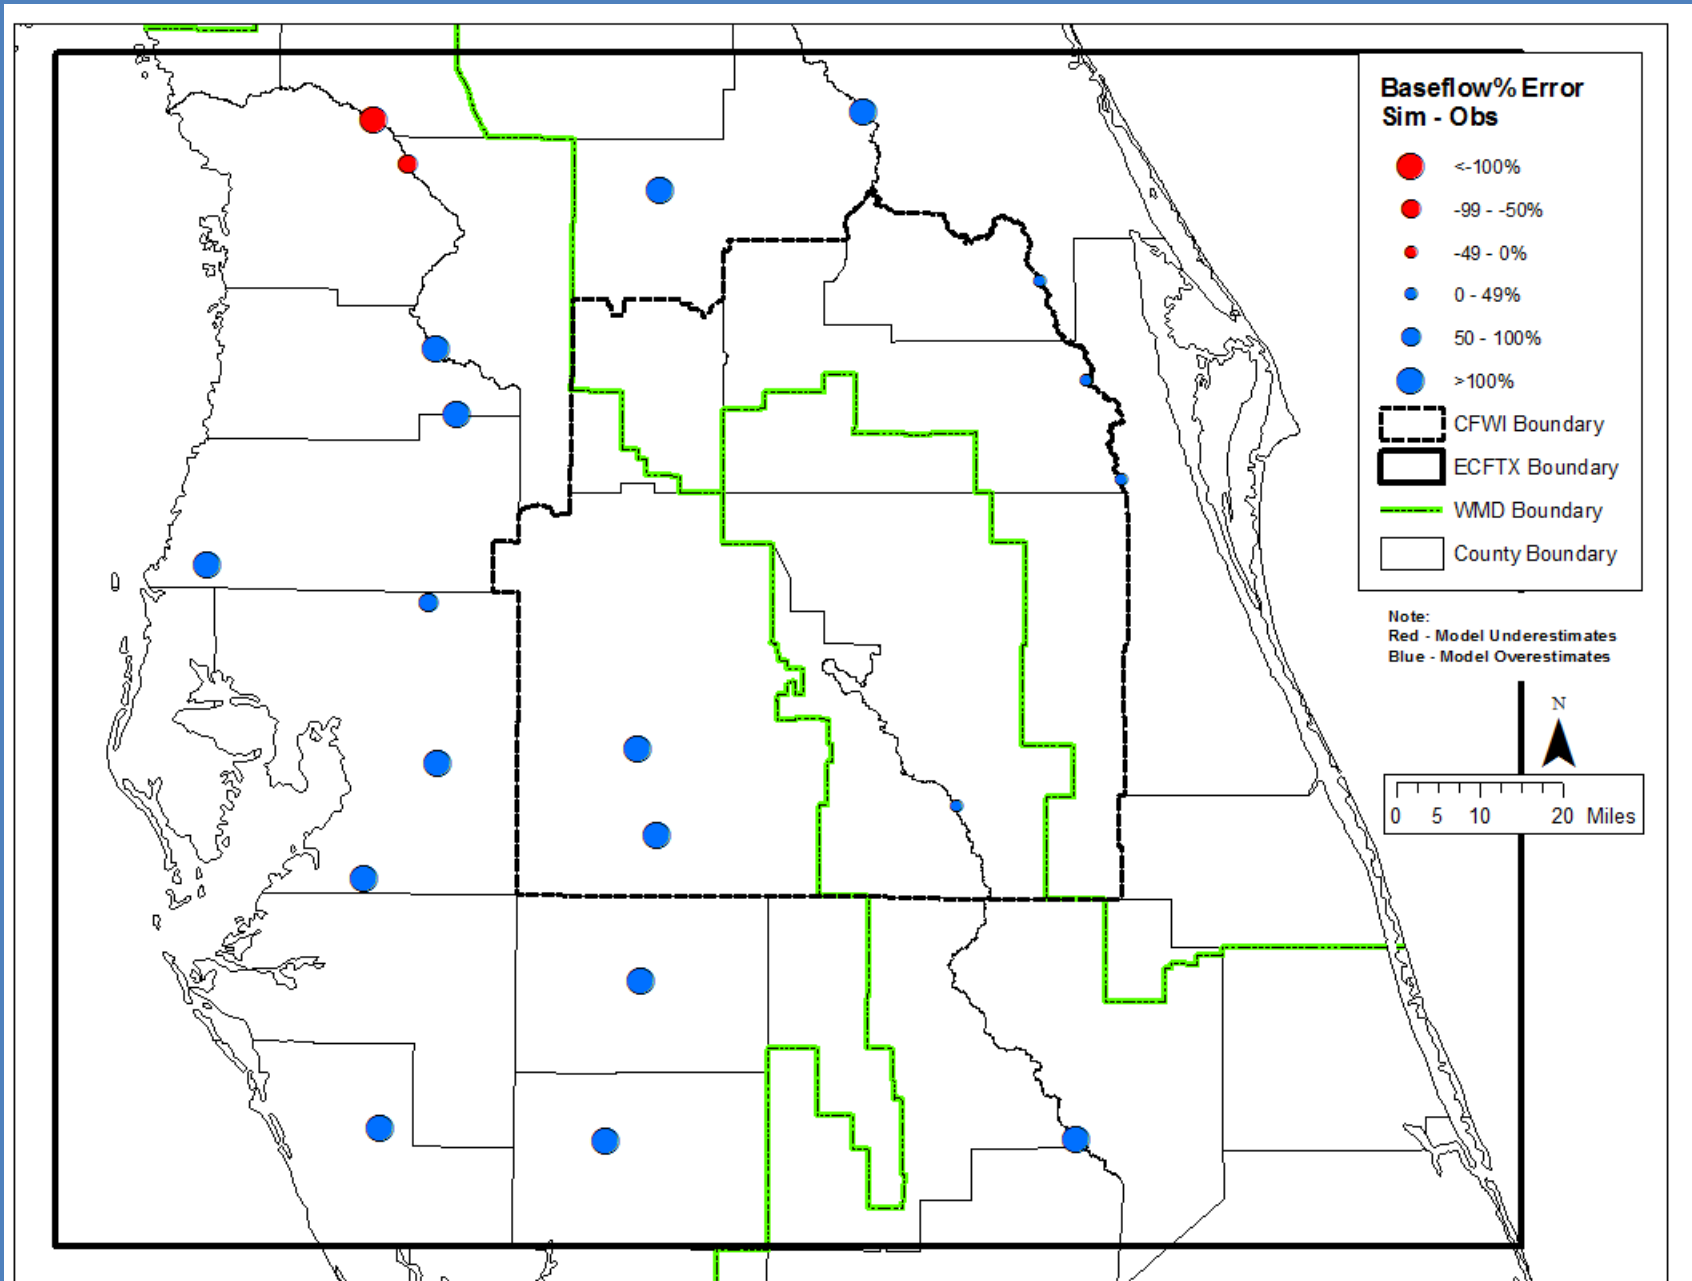 Baseflow% Error
Sim - Obs
<-100%
-99 - -50%
-49 - 0%
0 - 49%
50 - 100%
>100%
CFWI Boundary
ECFTX Boundary
WMD Boundary
County Boundary
Note:
Red - Model Underestimates
Blue - Model Overestimates
N
0 5 10 20 Miles